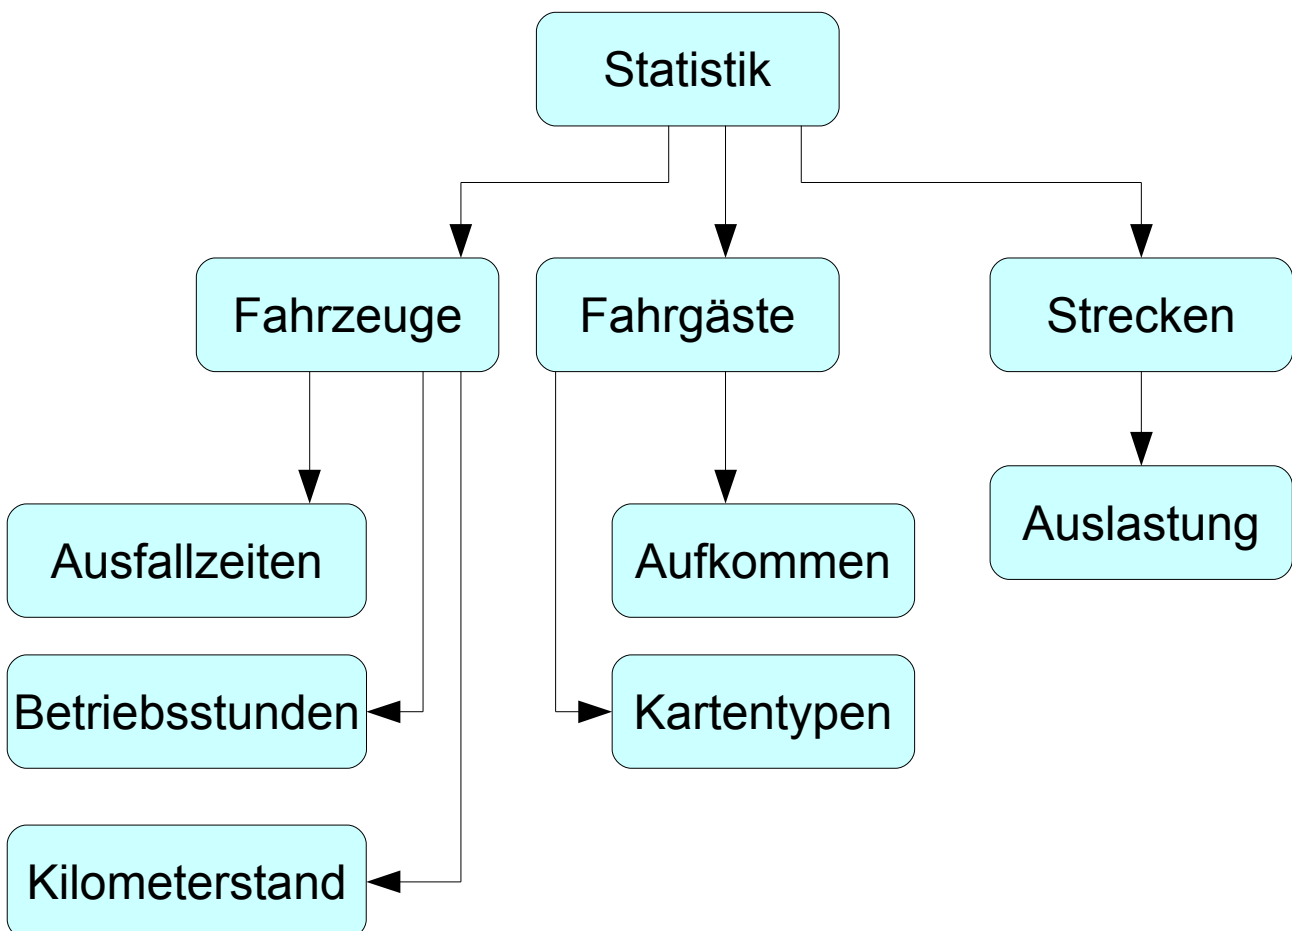 Statistik
Fahrzeuge
Fahrgäste
Strecken
Ausfallzeiten
Aufkommen
Auslastung
Betriebsstunden
Kartentypen
Kilometerstand